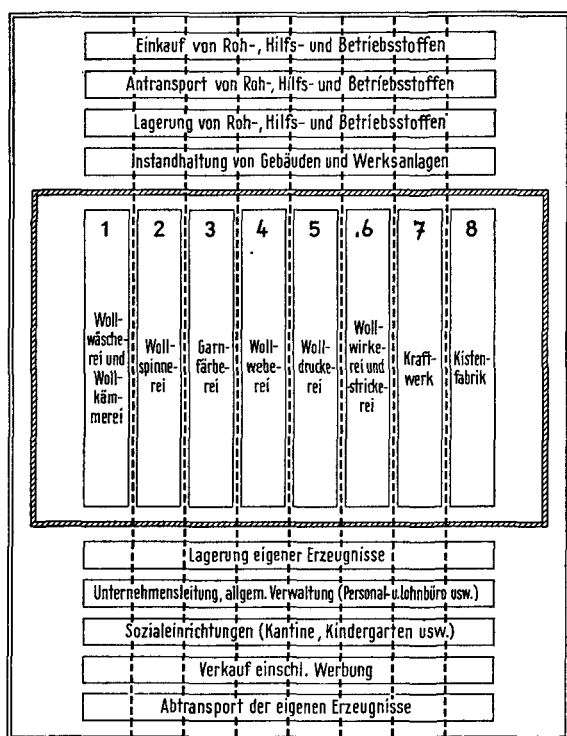 Einkauf von Roh-, Hilfs- und Betriebsstoffen
Antransport von Roh-, Hilfs- und Betriebsstoffen
Lagerung von Roh-, Hilfs- und Betriebsstoffen
Instandhaltung von Gebäuden und Werksanlagen
1
Woll-
wäsche-
rei und
Woll-
käm-
merei
2
Woll-
spinne-
rei
3
Garn-
färbe-
rei
4
Woll-
webe-
rei
5
Woll-
drucke-
rei
.6
Woll-
wirke-
rei und
-stricke-
rei
7
Kraft-
werk
8
Kisten-
fabrik
Lagerung eigener Erzeugnisse
Unternehmensleitung, allgem. Verwaltung (Personal-u.Lohnbüro usw.)
Sozialeinrichtungen (Kantine, Kindergarten usw.)
Verkauf einschl. Werbung
Abtransport der eigenen Erzeugnisse